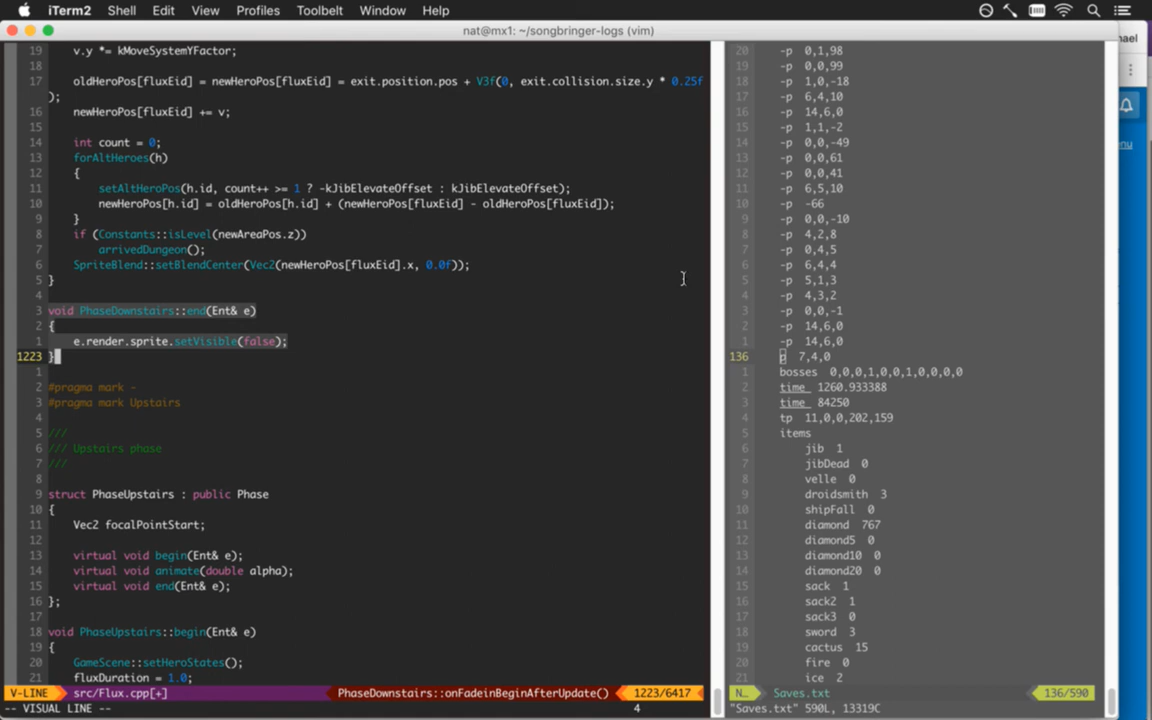 iTerm2 Shell Edit View Profiles Toolbelt Window Help
nat@mx1: ~/songbringer-logs (vim)
19 v.y *= kMoveSystemYFactor;
18
17 oldHeroPos[fluxEid] = newHeroPos[fluxEid] = exit.position.pos + V3f(0, exit.collision.size.y * 0.25f
);
16 newHeroPos[fluxEid] += v;
15
14 int count = 0;
13 forAltHeroes(h)
12 {
11 setAltHeroPos(h.id, count++ >= 1 ? -kJibElevateOffset : kJibElevateOffset);
10 newHeroPos[h.id] = oldHeroPos[h.id] + (newHeroPos[fluxEid] - oldHeroPos[fluxEid]);
9 }
8 if (Constants::isLevel(newAreaPos.z))
7 arrivedDungeon();
6 SpriteBlend::setBlendCenter(Vec2(newHeroPos[fluxEid].x, 0.0f));
5 }
4
3 void PhaseDownstairs::end(Ent& e)
2 {
1 e.render.sprite.setVisible(false);
1223 }
1
2 #pragma mark -
3 #pragma mark Upstairs
4
5 ///
6 /// Upstairs phase
7 ///
8
9 struct PhaseUpstairs : public Phase
10 {
11 Vec2 focalPointStart;
12
13 virtual void begin(Ent& e);
14 virtual void animate(double alpha);
15 virtual void end(Ent& e);
16 };
17
18 void PhaseUpstairs::begin(Ent& e)
19 {
20 GameScene::setHeroStates();
21 fluxDuration = 1.0;
V-LINE src/Flux.cpp[+] PhaseDownstairs::onFadeinBeginAfterUpdate() 1223/6417
-- VISUAL LINE -- 4
20 -p 0,1,98
19 -p 0,0,99
18 -p 1,0,-18
17 -p 6,4,10
16 -p 14,6,0
15 -p 1,1,-2
14 -p 0,0,-49
13 -p 0,0,61
12 -p 0,0,41
11 -p 6,5,10
10 -p -66
9 -p 0,0,-10
8 -p 4,2,8
7 -p 0,4,5
6 -p 6,4,4
5 -p 5,1,3
4 -p 4,3,2
3 -p 0,0,-1
2 -p 14,6,0
1 -p 14,6,0
136 p 7,4,0
1 bosses 0,0,0,1,0,0,1,0,0,0,0
2 time_ 1260.933388
3 time_ 84250
4 tp 11,0,0,202,159
5 items
6 jib 1
7 jibDead 0
8 velle 0
9 droidsmith 3
10 shipFall 0
11 diamond 767
12 diamond5 0
13 diamond10 0
14 diamond20 0
15 sack 1
16 sack2 1
17 sack3 0
18 sword 3
19 cactus 15
20 fire 0
21 ice 2
N… Saves.txt 136/590
"Saves.txt" 590L, 13319C
ael
nu